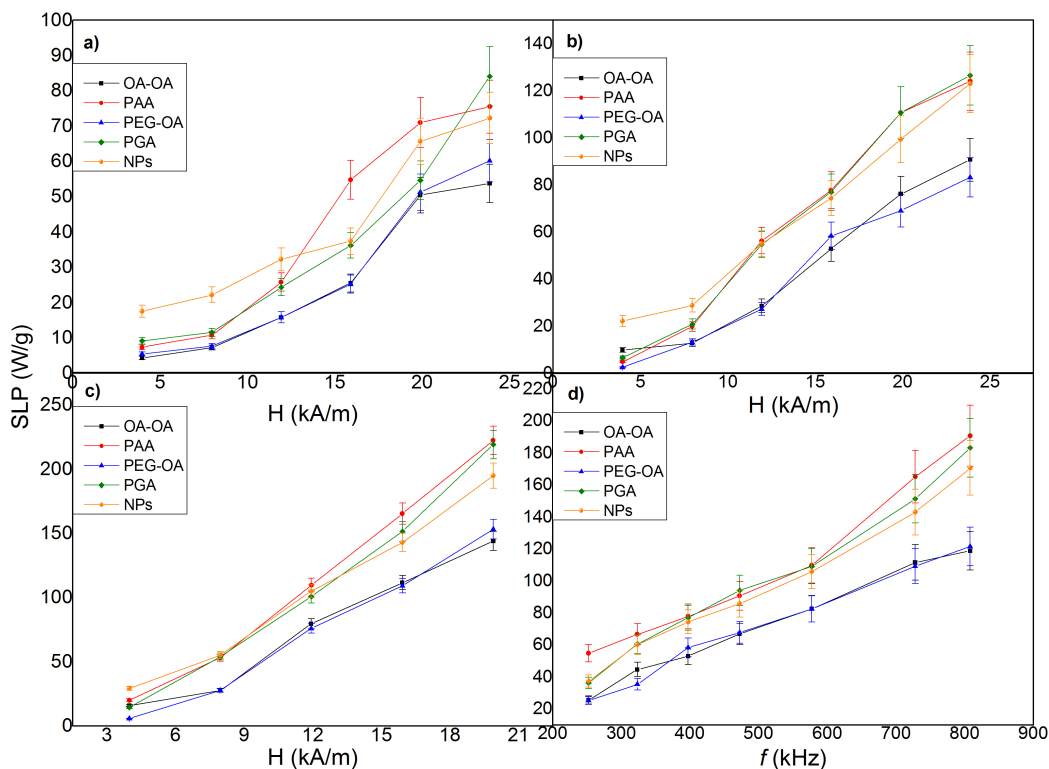 SLP (W/g)
a)
OA-OA
PAA
PEG-OA
PGA
NPs
100
90
80
70
60
50
40
30
20
10
0
0 5 10 15 20 25
H (kA/m)
b)
OA-OA
PAA
PEG-OA
PGA
NPs
140
120
100
80
60
40
20
0
5 10 15 20 25
H (kA/m)
c)
OA-OA
PAA
PEG-OA
PGA
NPs
250
200
150
100
50
0
3 6 9 12 15 18 21
H (kA/m)
d)
OA-OA
PAA
PEG-OA
PGA
NPs
220
200
180
160
140
120
100
80
60
40
20
200 300 400 500 600 700 800 900
f (kHz)